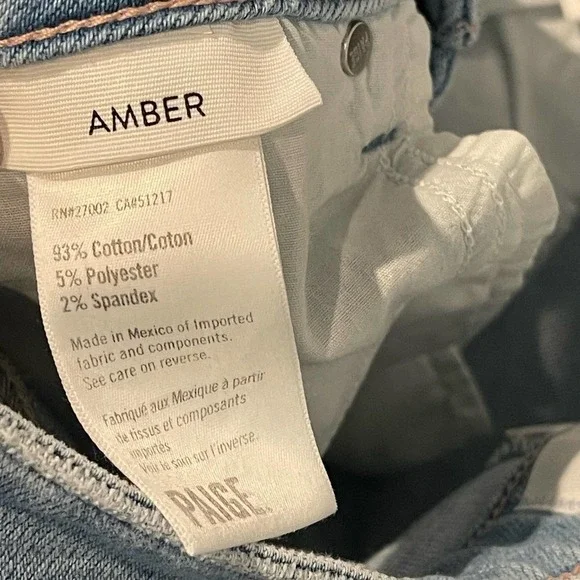 AMBER
RN#27002 CA#51217
93% Cotton/Coton
5% Polyester
2% Spandex
Made in Mexico of Imported
fabric and components.
See care on reverse.
Fabriqué aux Mexique à partir
de tissus et composants
importés
Voir le soin sur l'inverse.
PAIGE